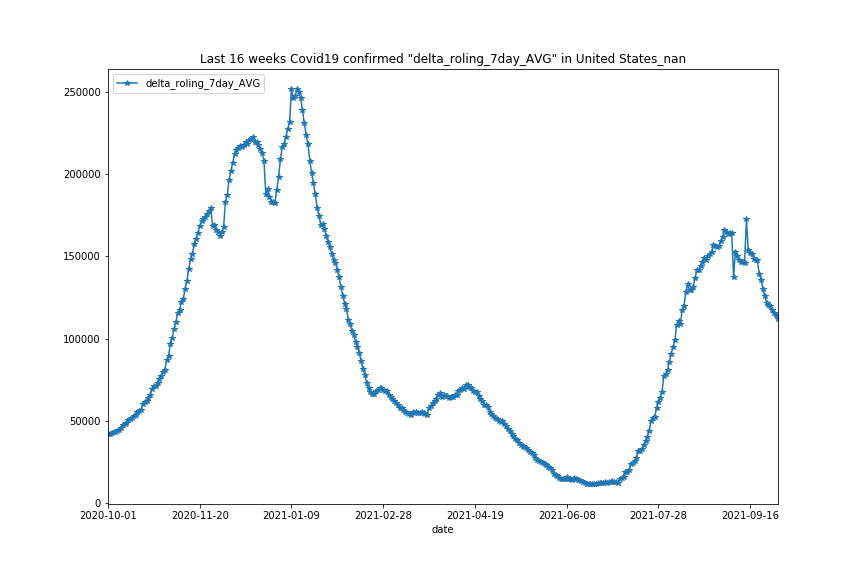 Last 16 weeks Covid19 confirmed "delta_roling_7day_AVG" in United States_nan
delta_roling_7day_AVG
250000
200000
150000
100000
50000
0
2020-10-01 2020-11-20 2021-01-09 2021-02-28 2021-04-19 2021-06-08 2021-07-28 2021-09-16
date